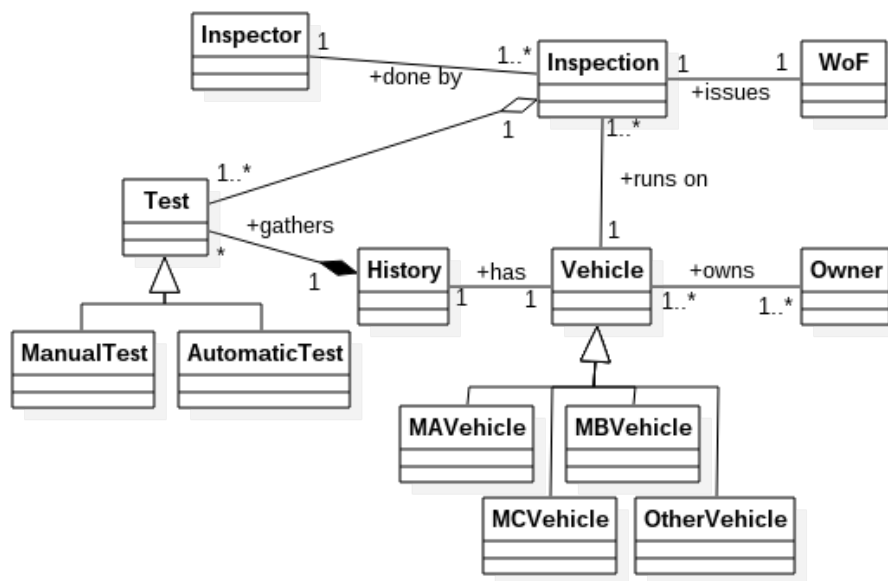 Inspector
1
1..*
+done by
Inspection
1
1
+issues
WoF
1
1..*
1..*
+runs on
1
Test
+gathers
*
1
History
1
+has
1
Vehicle
1..*
+owns
1..*
Owner
ManualTest
AutomaticTest
MAVehicle
MBVehicle
MCVehicle
OtherVehicle